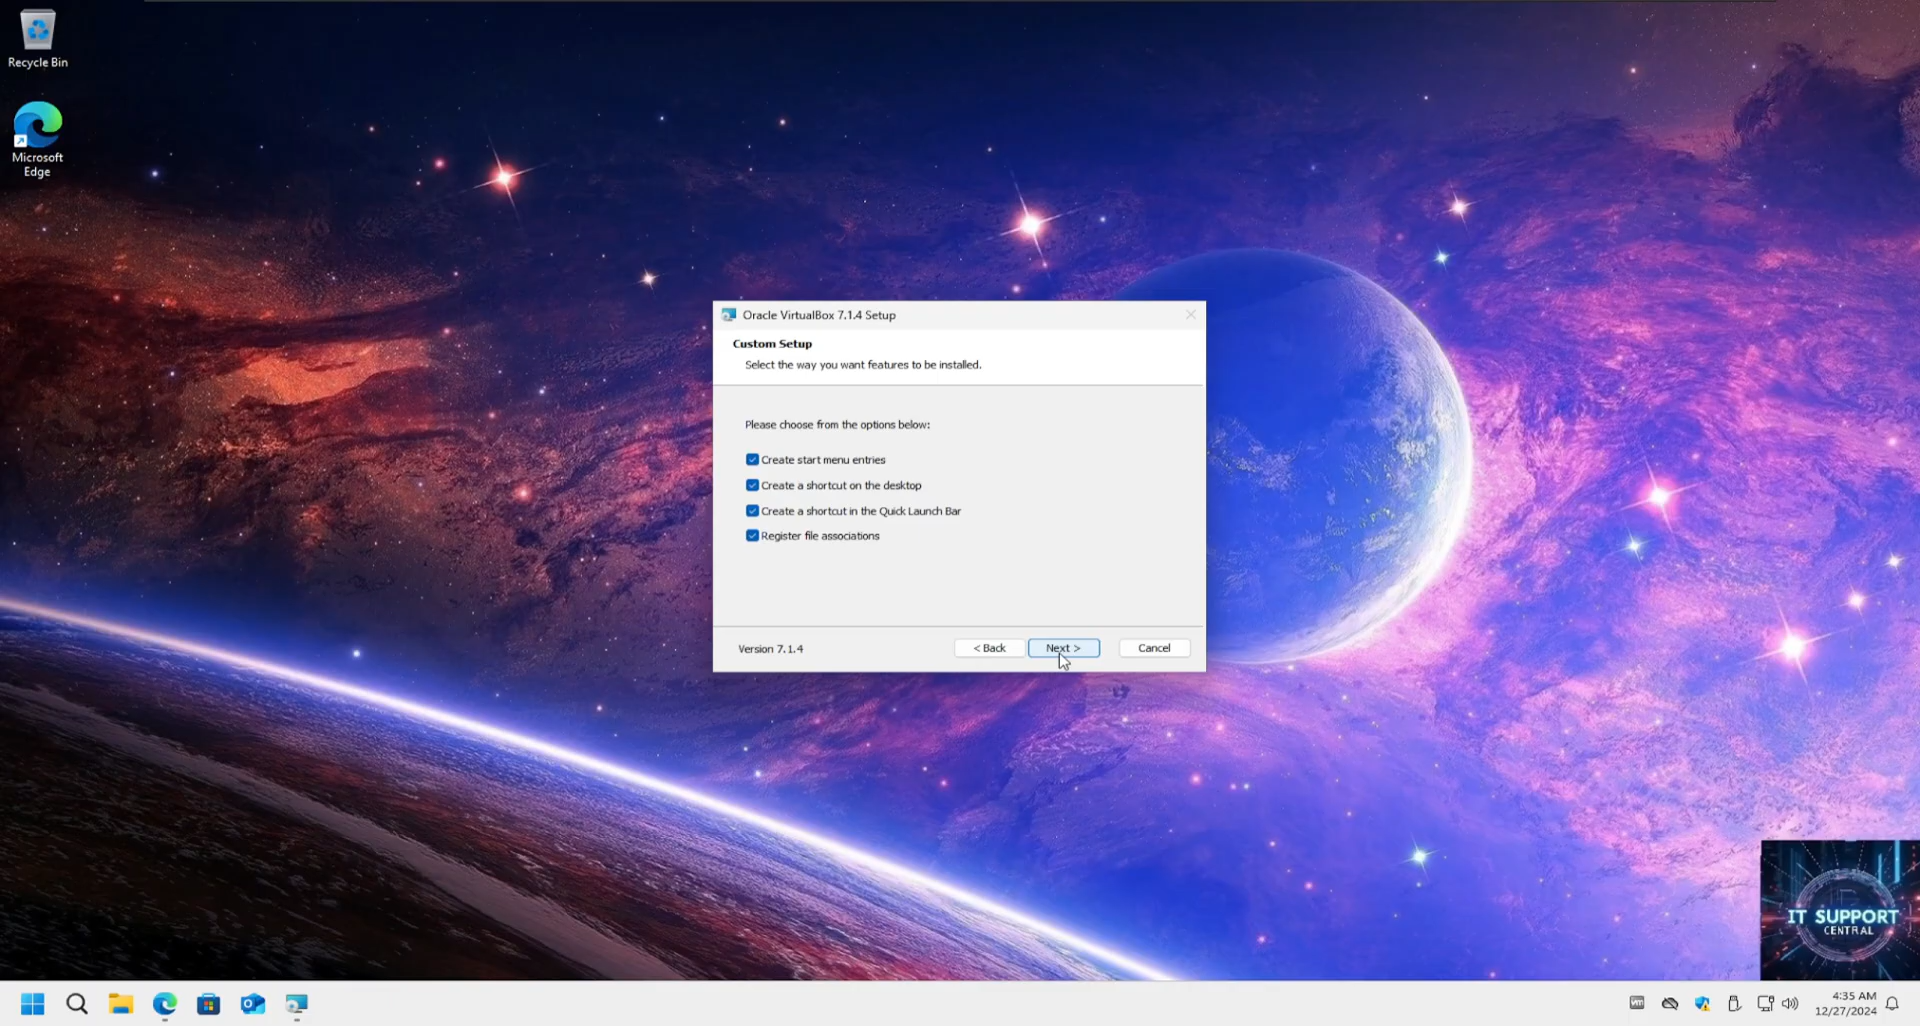 Recycle Bin
Microsoft
Edge
Oracle VirtualBox 7.1.4 Setup
Custom Setup
Select the way you want features to be installed.
Please choose from the options below:
Create start menu entries
Create a shortcut on the desktop
Create a shortcut in the Quick Launch Bar
Register file associations
Version 7.1.4
< Back
Next >
Cancel
IT SUPPORT
CENTRAL
4:35 AM
12/27/2024